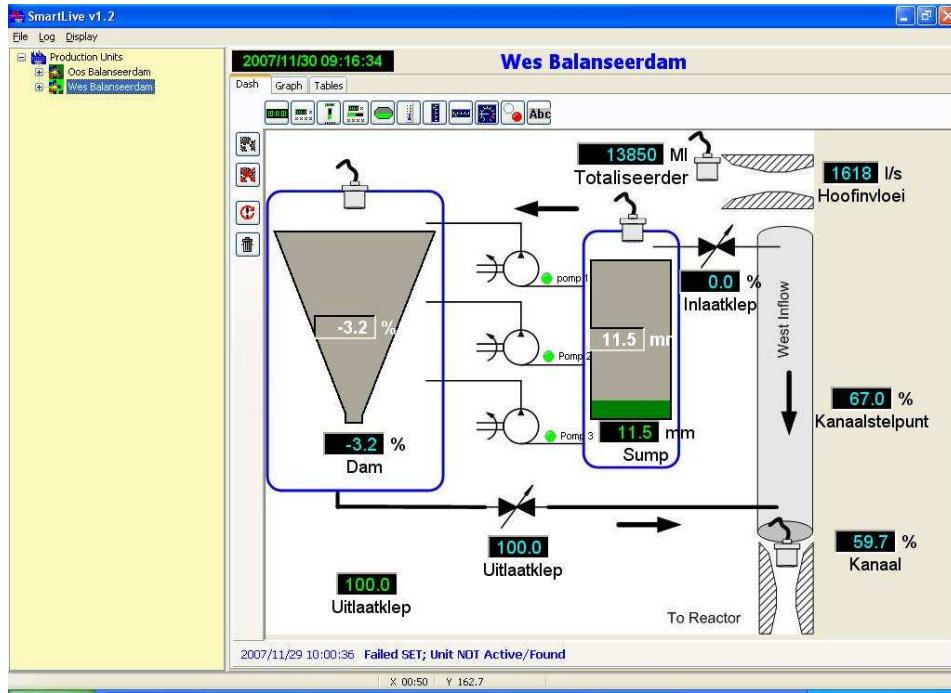 SmartLive v1.2
File Log Display
Production Units
Oos Balanseerdam
Wes Balanseerdam
2007/11/30 09:16:34
Wes Balanseerdam
Dash Graph Tables
Abc
13850 Ml
Totaliseerder
1618 l/s
Hoofinvloei
pomp 1
0.0 %
Inlaatklep
-3.2 %
11.5 mm
Pomp 2
West Inflow
67.0 %
Kanaalstelpunt
Pomp 3
-3.2 %
Dam
11.5 mm
Sump
100.0
Uitlaatklep
59.7 %
Kanaal
100.0
Uitlaatklep
To Reactor
2007/11/29 10:00:36 Failed SET; Unit NOT Active/Found
X 00:50 Y 162.7